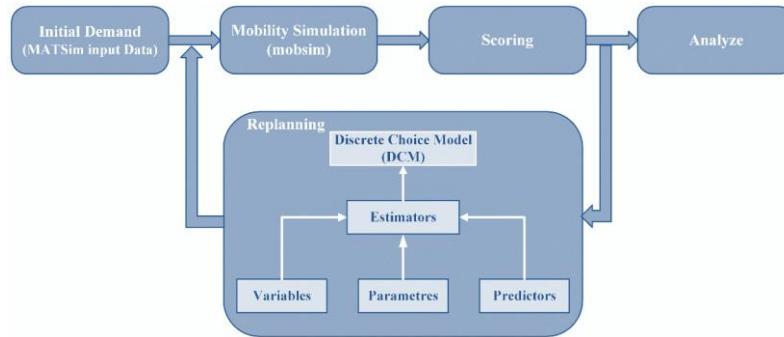 Initial Demand
(MATSim input Data)
Mobility Simulation
(mobsim)
Scoring
Analyze
Replanning
Discrete Choice Model
(DCM)
Estimators
Variables
Parametres
Predictors